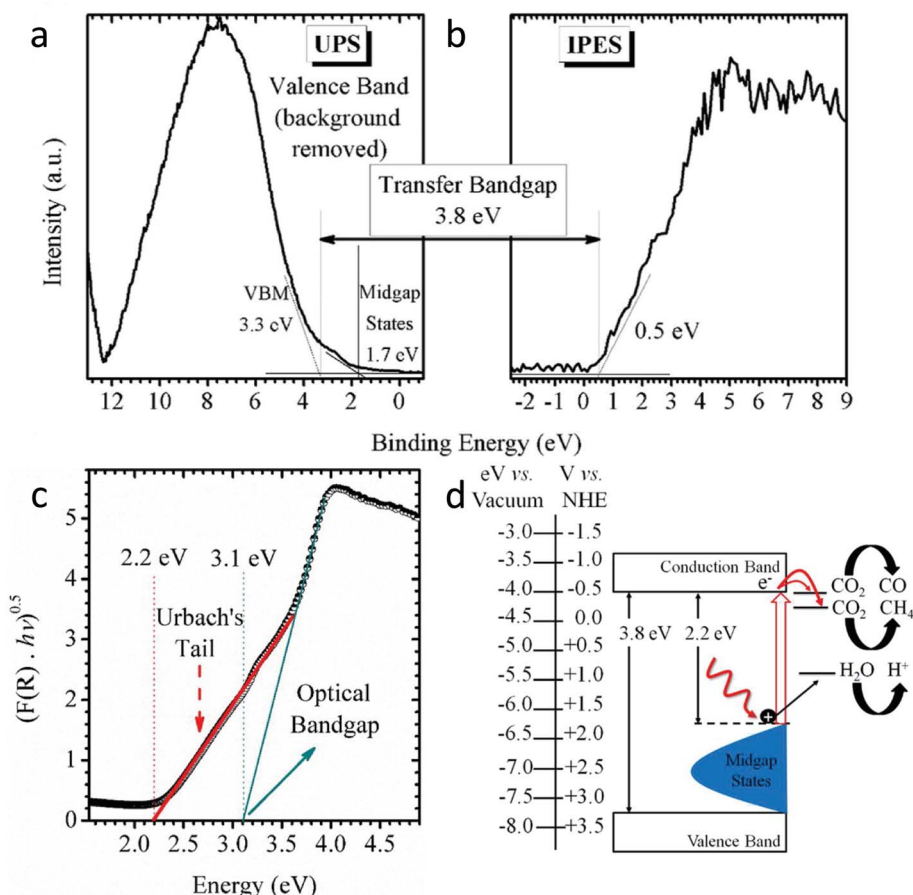 a
UPS
Valence Band
(background
removed)
b
IPES
Transfer Bandgap
3.8 eV
VBM
3.3 eV
Midgap
States
1.7 eV
0.5 eV
Intensity (a.u.)
12 10 8 6 4 2 0
-2 -1 0 1 2 3 4 5 6 7 8 9
Binding Energy (eV)
c
2.2 eV
3.1 eV
Urbach's
Tail
Optical
Bandgap
(F(R) . hν)^0.5
5
4
3
2
1
0
2.0 2.5 3.0 3.5 4.0 4.5
Energy (eV)
eV vs. V vs.
Vacuum NHE
d
-3.0 -1.5
-3.5 -1.0
-4.0 -0.5
-4.5 0.0
-5.0 +0.5
-5.5 +1.0
-6.0 +1.5
-6.5 +2.0
-7.0 +2.5
-7.5 +3.0
-8.0 +3.5
Conduction Band
e-
CO2 CO
CO2 CH4
3.8 eV
2.2 eV
H2O H+
+
Midgap
States
Valence Band